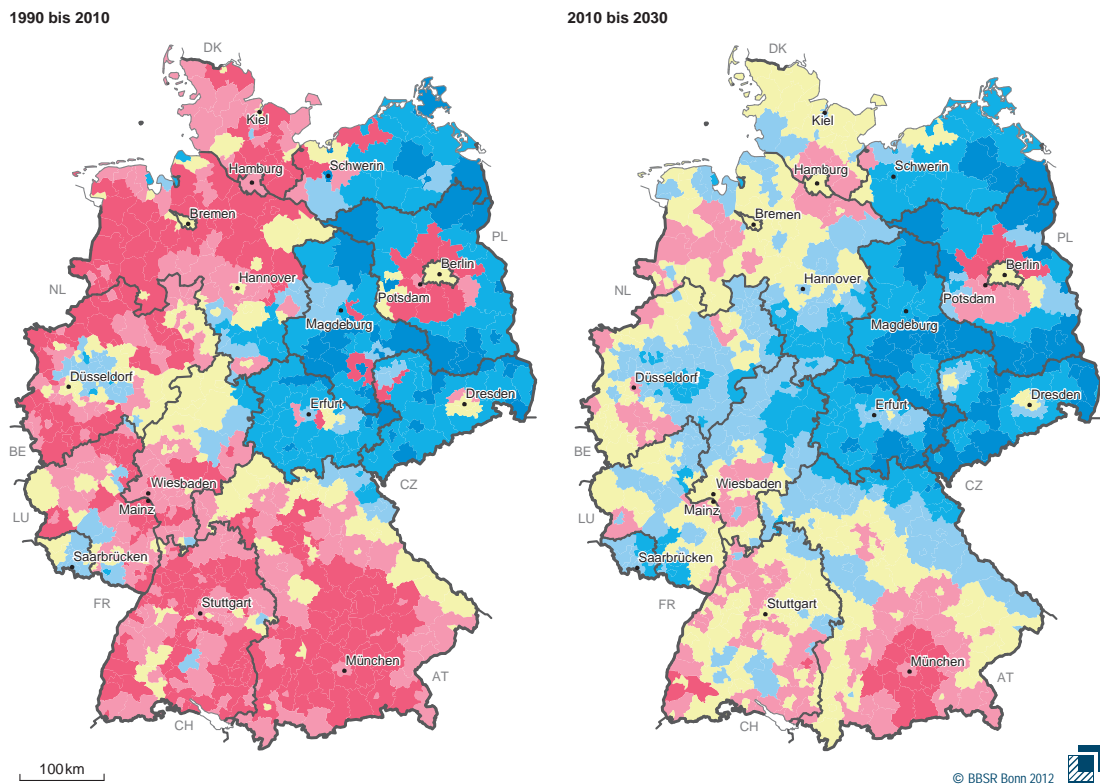 1990 bis 2010
2010 bis 2030
DK
Kiel
Hamburg
Schwerin
Bremen
PL
Berlin
Hannover
NL
Potsdam
Magdeburg
Düsseldorf
Dresden
Erfurt
BE
Wiesbaden
CZ
Mainz
LU
Saarbrücken
FR
Stuttgart
München
AT
CH
100 km
DK
Kiel
Hamburg
Schwerin
Bremen
PL
Berlin
Hannover
NL
Potsdam
Magdeburg
Düsseldorf
Dresden
Erfurt
BE
Wiesbaden
CZ
Mainz
LU
Saarbrücken
FR
Stuttgart
München
AT
CH
© BBSR Bonn 2012